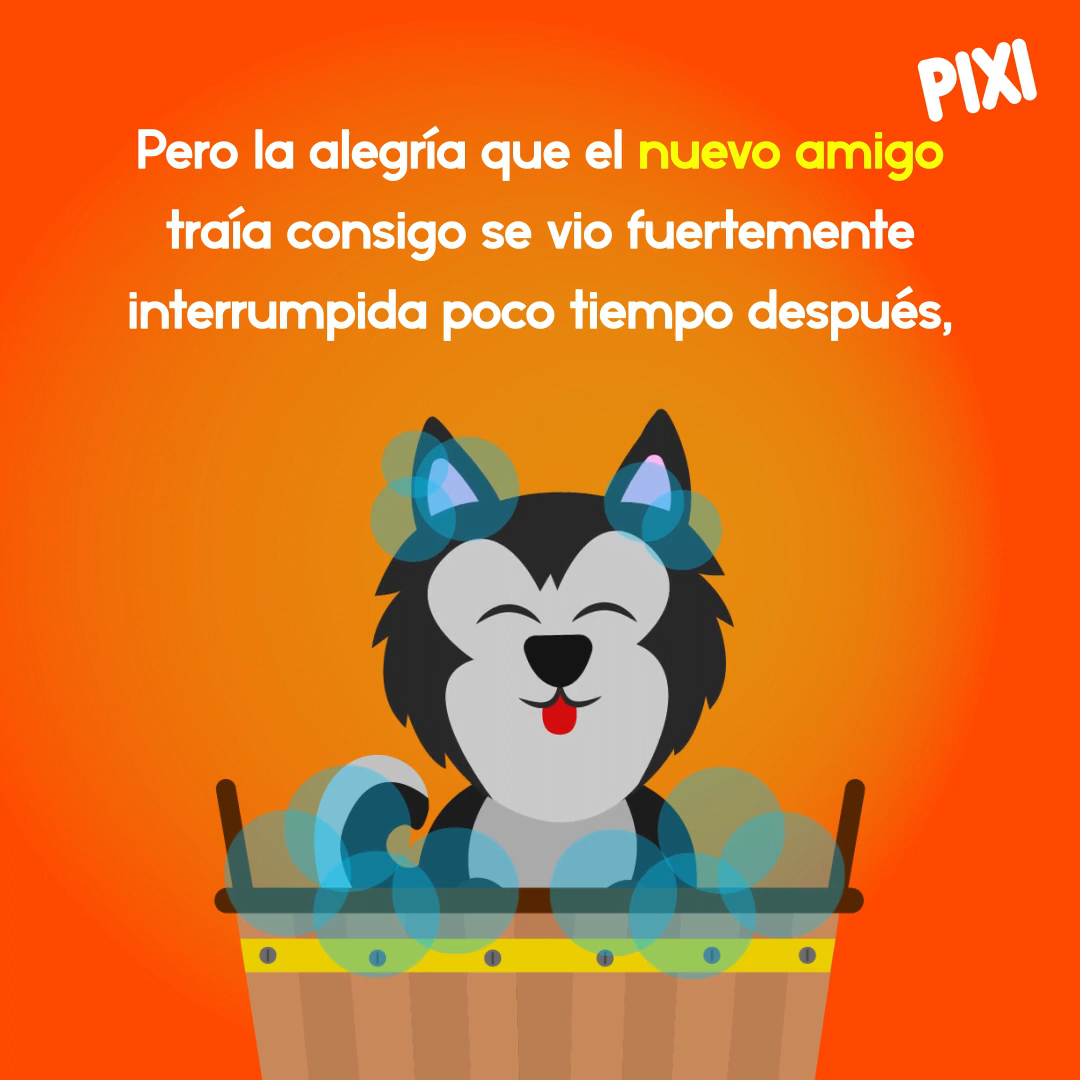 PIXI
Pero la alegría que el nuevo amigo
traía consigo se vio fuertemente
interrumpida poco tiempo después,